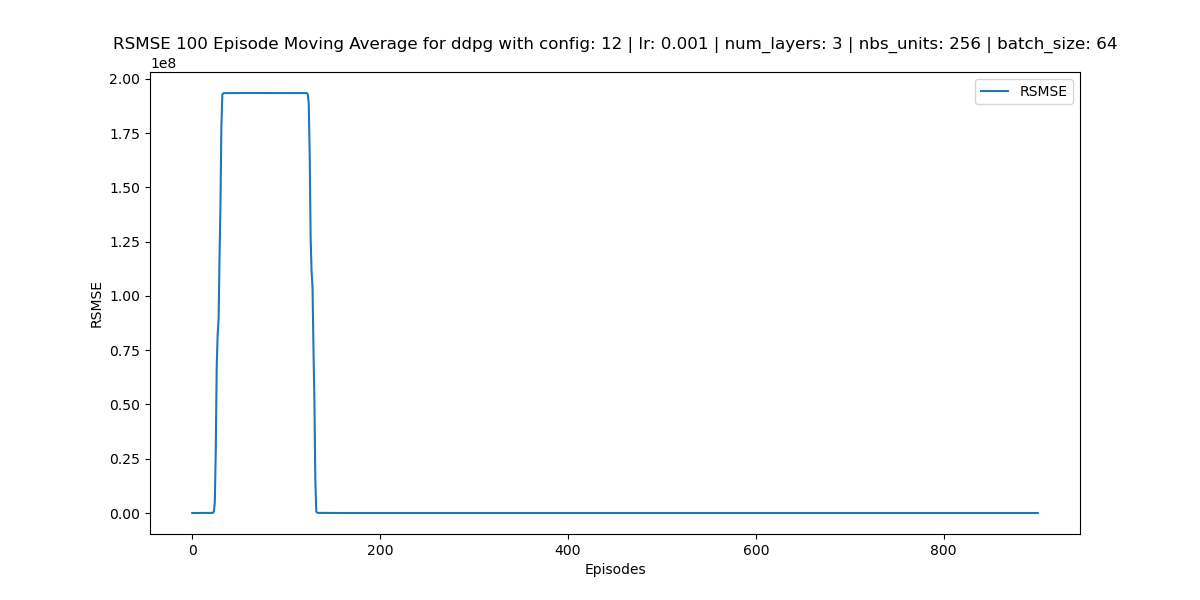 RSMSE 100 Episode Moving Average for ddpg with config: 12 | lr: 0.001 | num_layers: 3 | nbs_units: 256 | batch_size: 64
1e8
2.00
1.75
1.50
1.25
1.00
0.75
0.50
0.25
0.00
RSMSE
RSMSE
0
200
400
600
800
Episodes